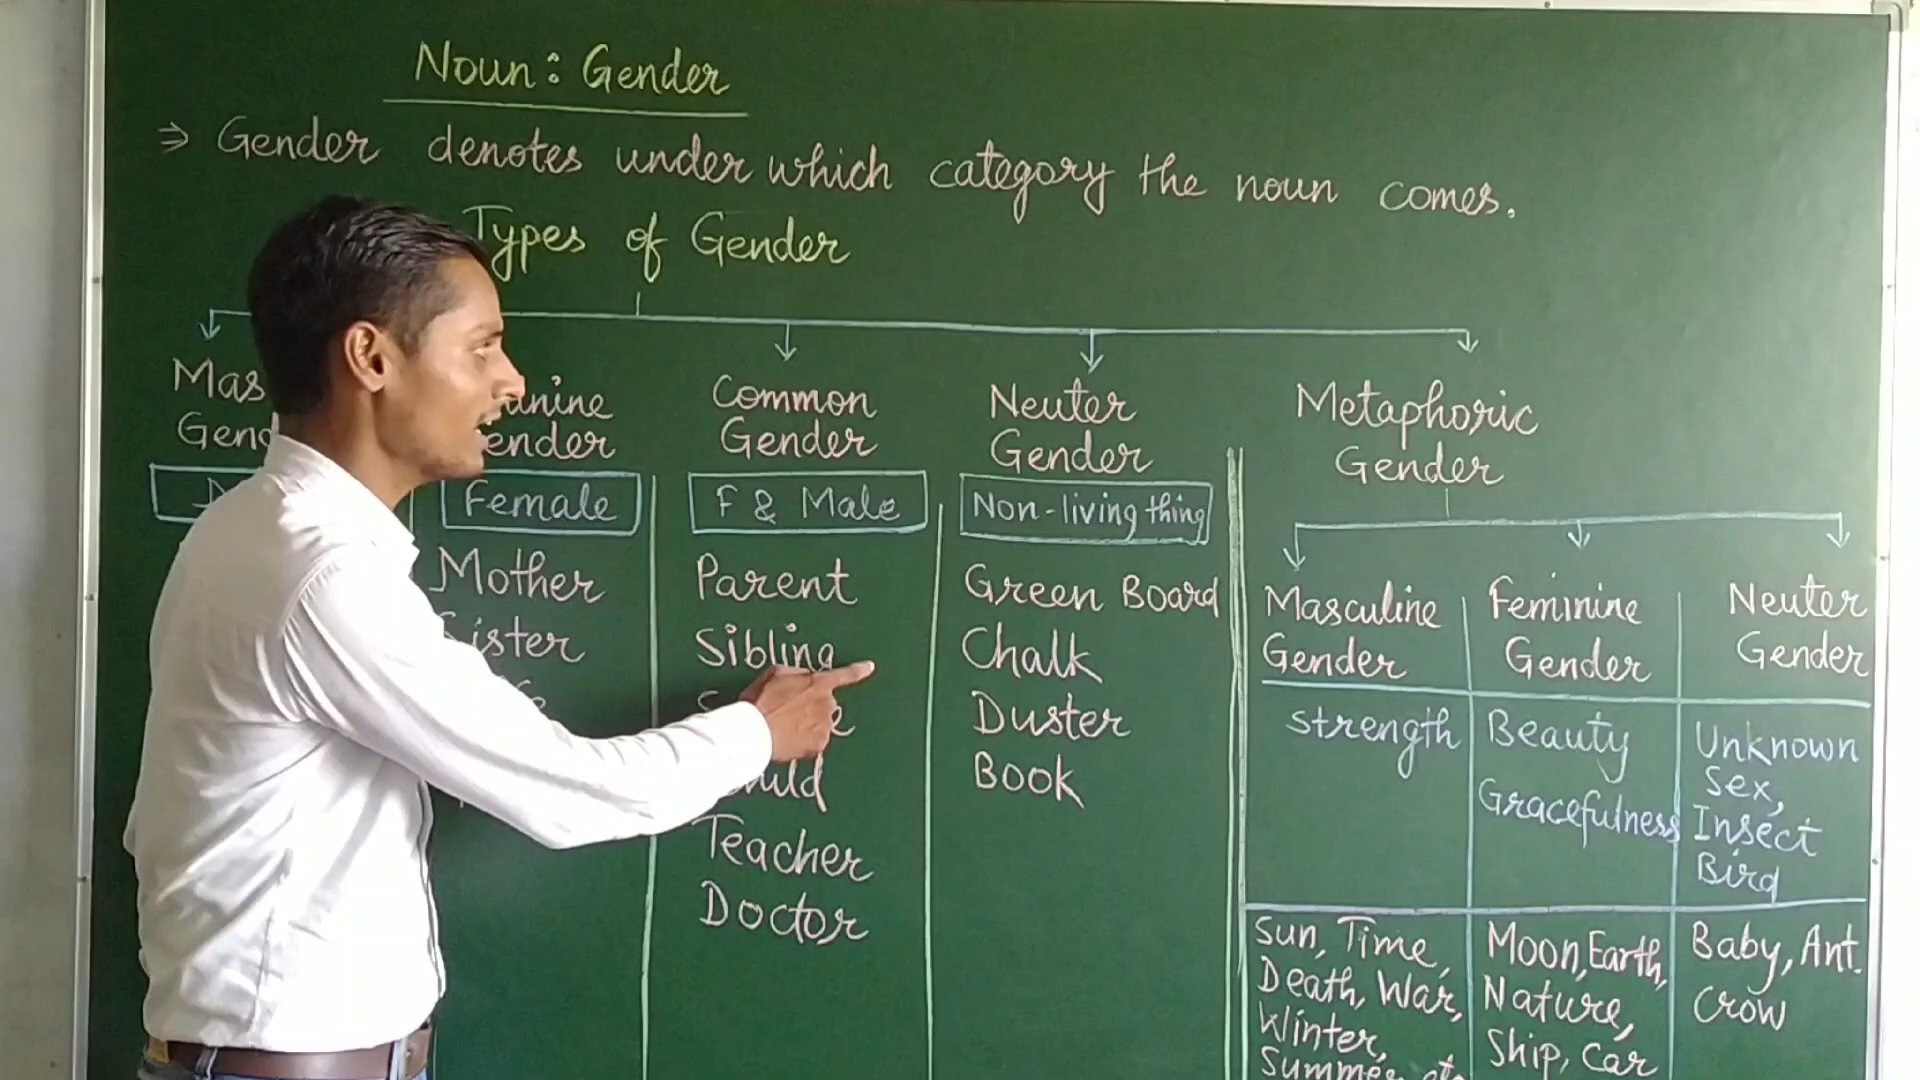 Noun: Gender
⇒ Gender denotes under which category the noun comes.
Types of Gender
Common
Gender
F & Male
Parent
Sibling
Teacher
Doctor
Female
Mother
Neuter
Gender
Non-living thing
Green Board
Chalk
Duster
Book
Metaphoric
Gender
Masculine
Gender
Strength
Sun, Time,
Death, War,
Winter,
Feminine
Gender
Beauty
Gracefulness
Moon, Earth,
Nature,
Ship, Car
Neuter
Gender
Unknown
Sex,
Insect
Bird
Baby, Ant.
Crow